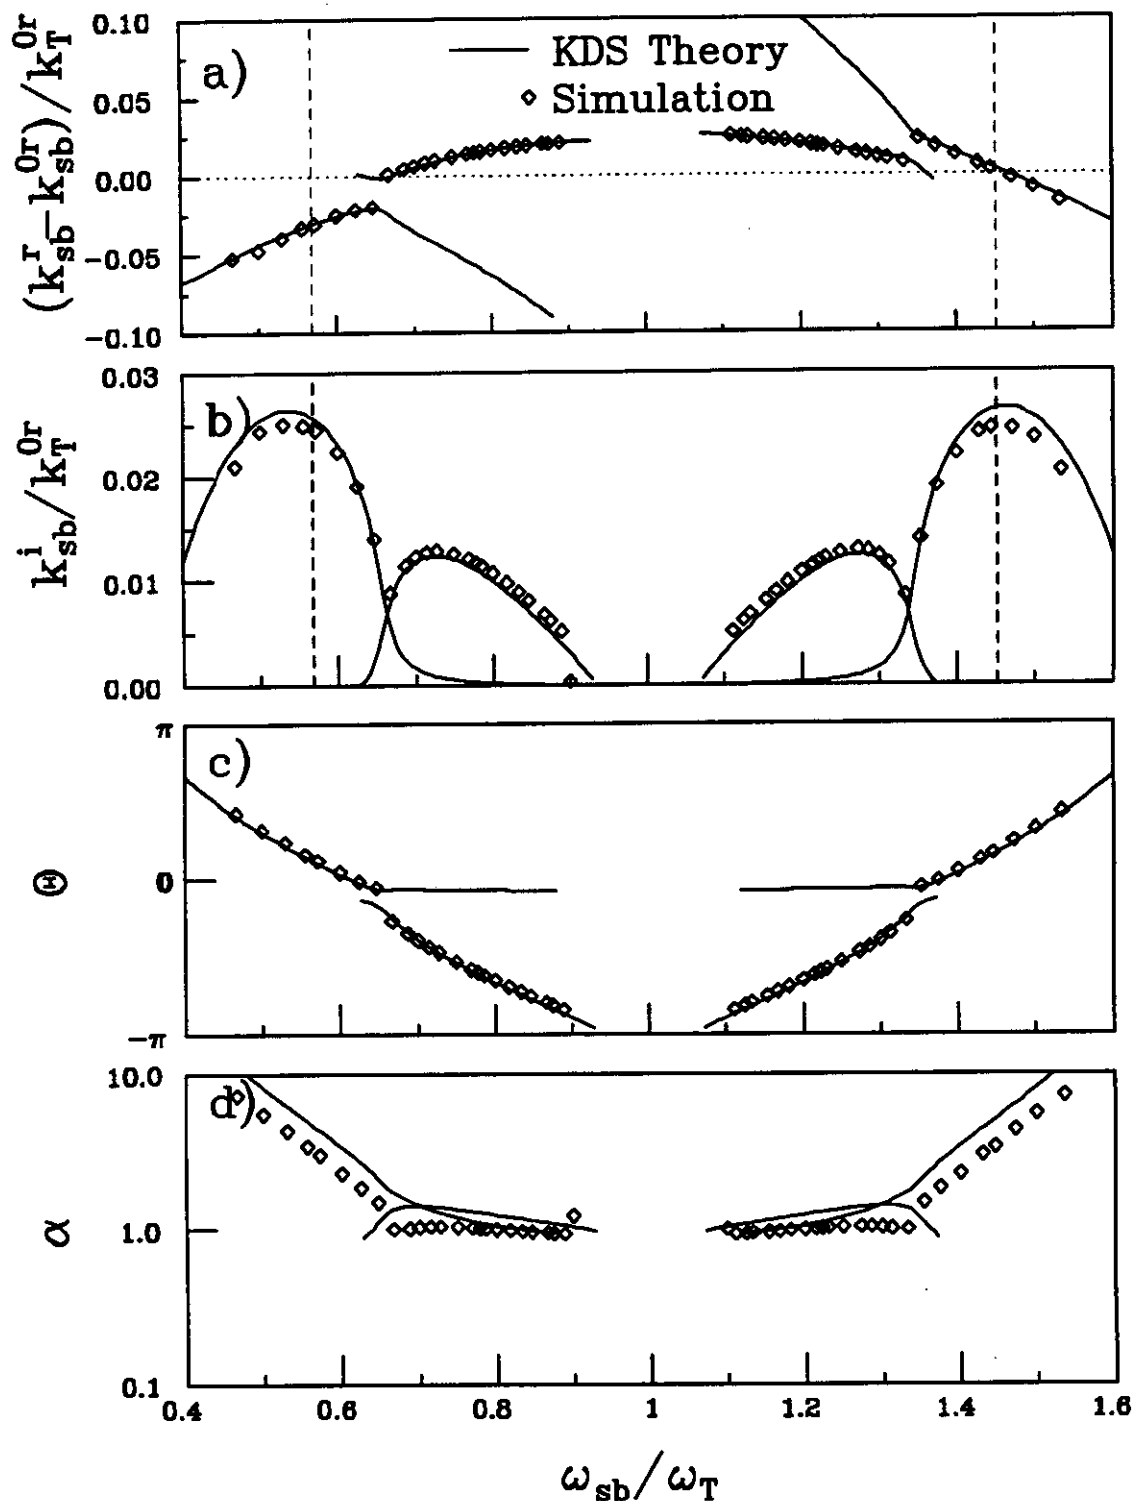 KDS Theory
Simulation
a)
(k^r_sb − k^0r_sb)/k^0r_T
0.10
0.05
0.00
−0.05
−0.10
b)
k^i_sb/k^0r_T
0.03
0.02
0.01
0.00
c)
Θ
π
0
−π
d)
α
10.0
1.0
0.1
0.4 0.6 0.8 1 1.2 1.4 1.6
ω_sb/ω_T